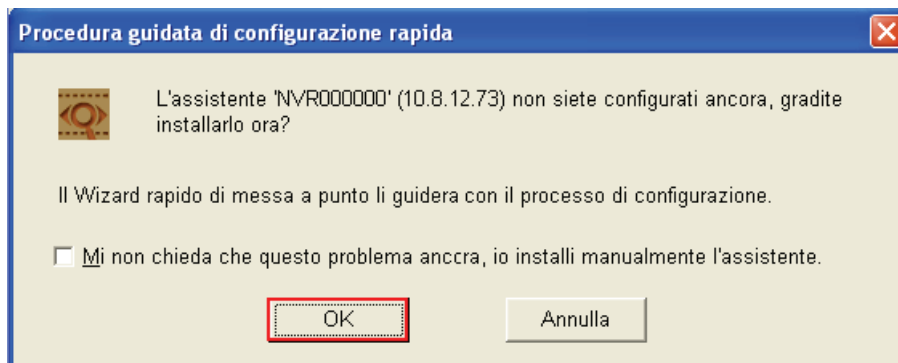 Procedura guidata di configurazione rapida
L'assistente 'NVR000000' (10.8.12.73) non siete configurati ancora, gradite
installarlo ora?
Il Wizard rapido di messa a punto li guidera con il processo di configurazione.
Mi non chieda che questo problema anccra, io installi manualmente l'assistente.
OK
Annulla